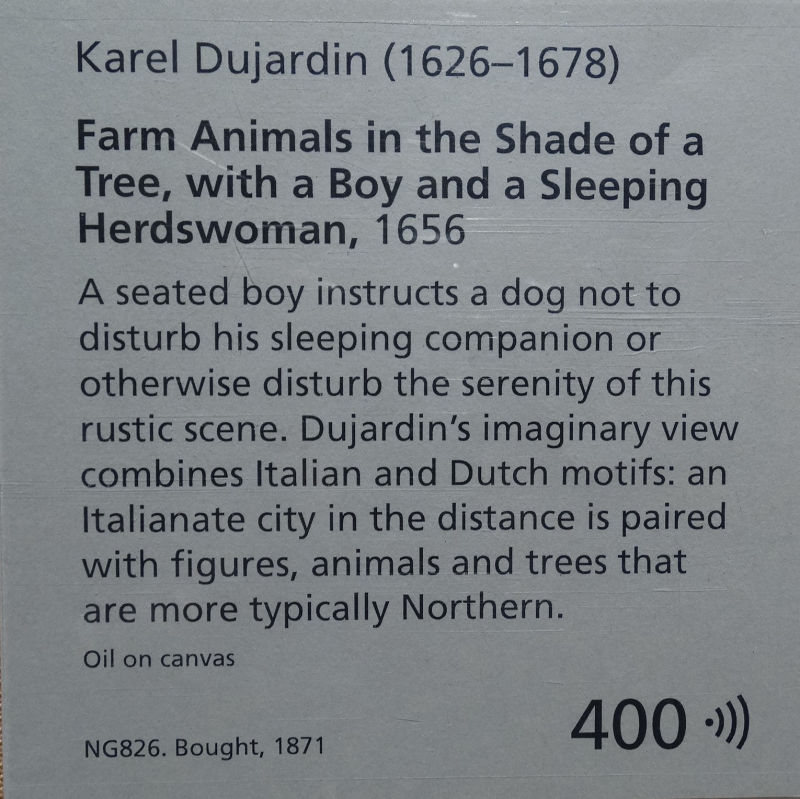 Karel Dujardin (1626–1678)
Farm Animals in the Shade of a
Tree, with a Boy and a Sleeping
Herdswoman, 1656
A seated boy instructs a dog not to
disturb his sleeping companion or
otherwise disturb the serenity of this
rustic scene. Dujardin’s imaginary view
combines Italian and Dutch motifs: an
Italianate city in the distance is paired
with figures, animals and trees that
are more typically Northern.
Oil on canvas
NG826. Bought, 1871
400